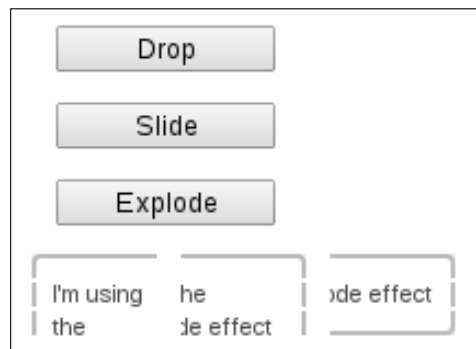 Drop
Slide
Explode
I'm using he ode effect
the de effect